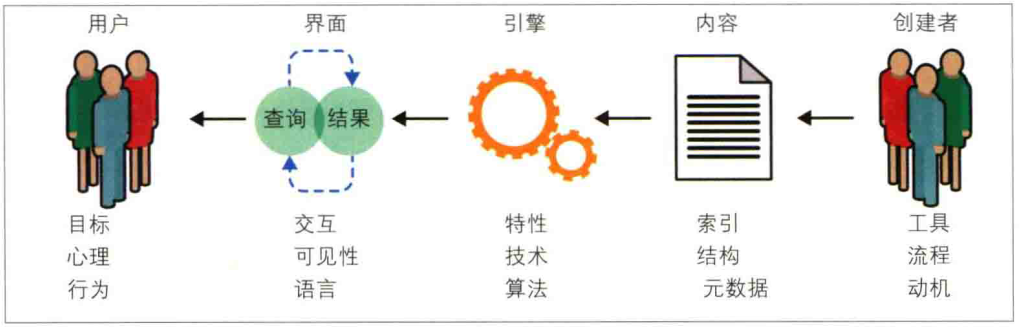 用户 界面 引擎 内容 创建者
查询 结果
目标 交互 特性 索引 工具
心理 可见性 技术 结构 流程
行为 语言 算法 元数据 动机